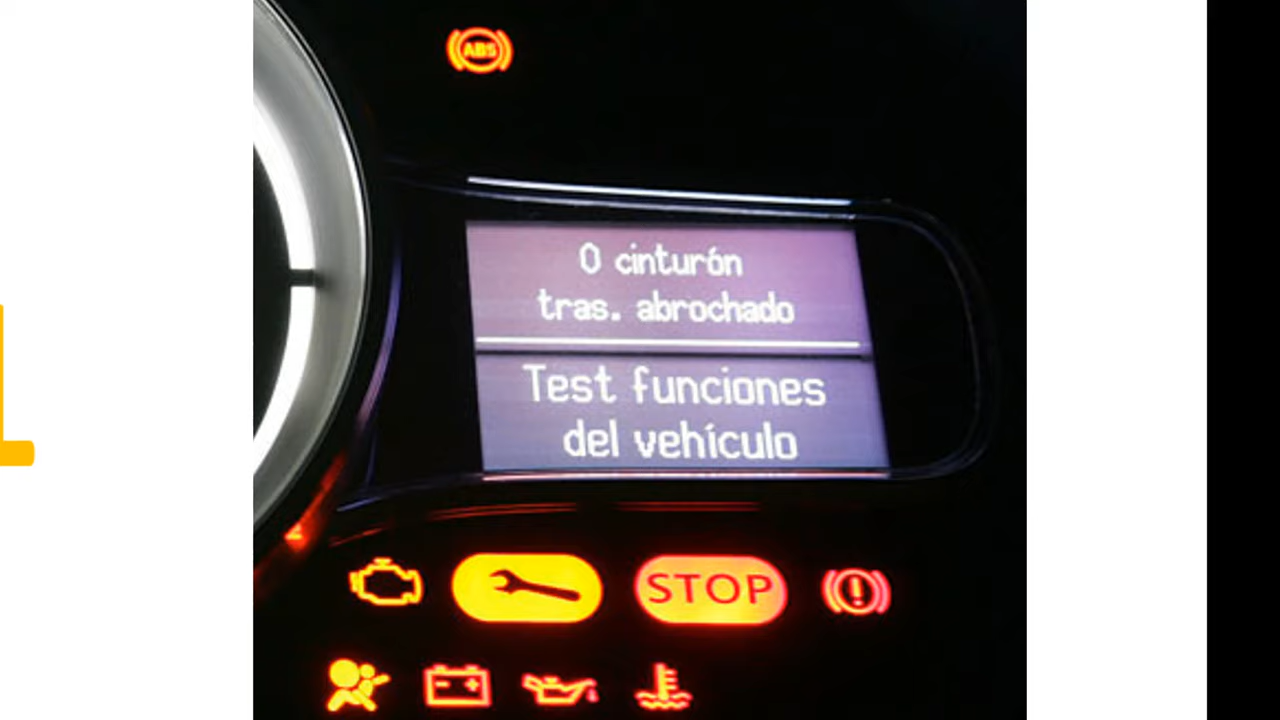 ABS
0 cinturón
tras. abrochado
Test funciones
del vehículo
STOP